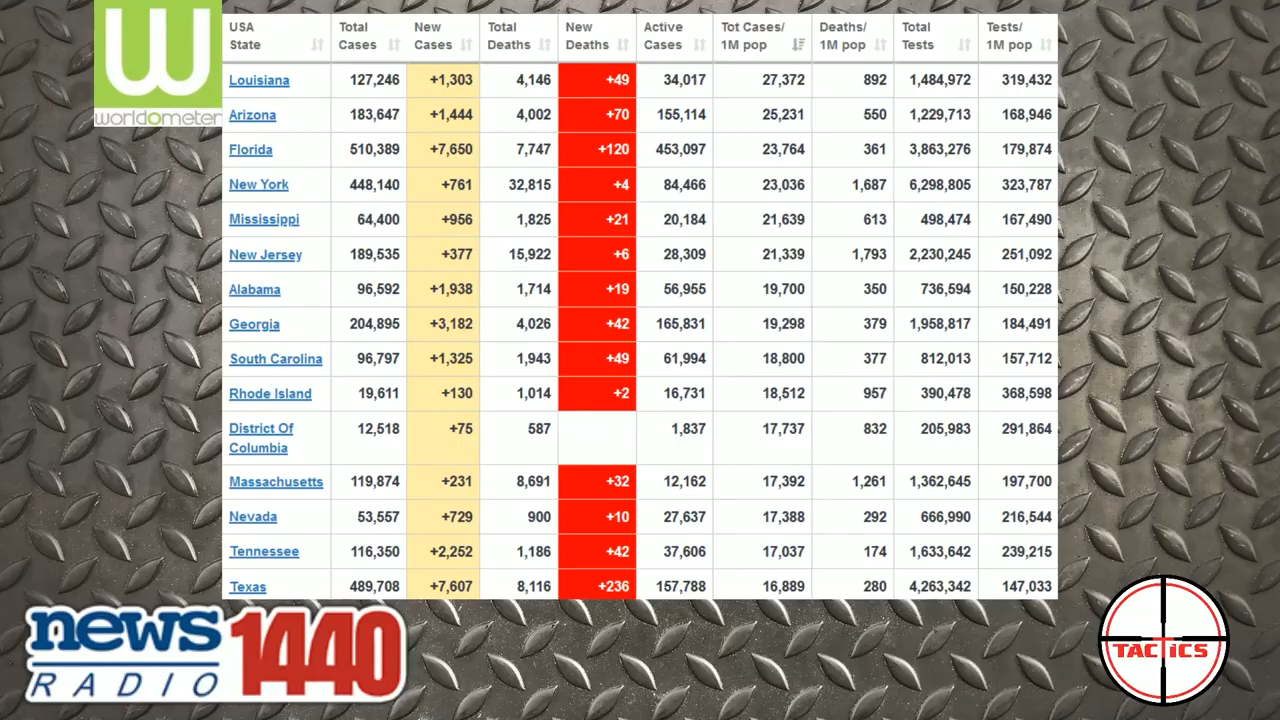 worldometer
USA State Total Cases New Cases Total Deaths New Deaths Active Cases Tot Cases/ 1M pop Deaths/ 1M pop Total Tests Tests/ 1M pop
Louisiana 127,246 +1,303 4,146 +49 34,017 27,372 892 1,484,972 319,432
Arizona 183,647 +1,444 4,002 +70 155,114 25,231 550 1,229,713 168,946
Florida 510,389 +7,650 7,747 +120 453,097 23,764 361 3,863,276 179,874
New York 448,140 +761 32,815 +4 84,466 23,036 1,687 6,298,805 323,787
Mississippi 64,400 +956 1,825 +21 20,184 21,639 613 498,474 167,490
New Jersey 189,535 +377 15,922 +6 28,309 21,339 1,793 2,230,245 251,092
Alabama 96,592 +1,938 1,714 +19 56,955 19,700 350 736,594 150,228
Georgia 204,895 +3,182 4,026 +42 165,831 19,298 379 1,958,817 184,491
South Carolina 96,797 +1,325 1,943 +49 61,994 18,800 377 812,013 157,712
Rhode Island 19,611 +130 1,014 +2 16,731 18,512 957 390,478 368,598
District Of Columbia 12,518 +75 587 1,837 17,737 832 205,983 291,864
Massachusetts 119,874 +231 8,691 +32 12,162 17,392 1,261 1,362,645 197,700
Nevada 53,557 +729 900 +10 27,637 17,388 292 666,990 216,544
Tennessee 116,350 +2,252 1,186 +42 37,606 17,037 174 1,633,642 239,215
Texas 489,708 +7,607 8,116 +236 157,788 16,889 280 4,263,342 147,033
news 1440
RADIO
TACTICS